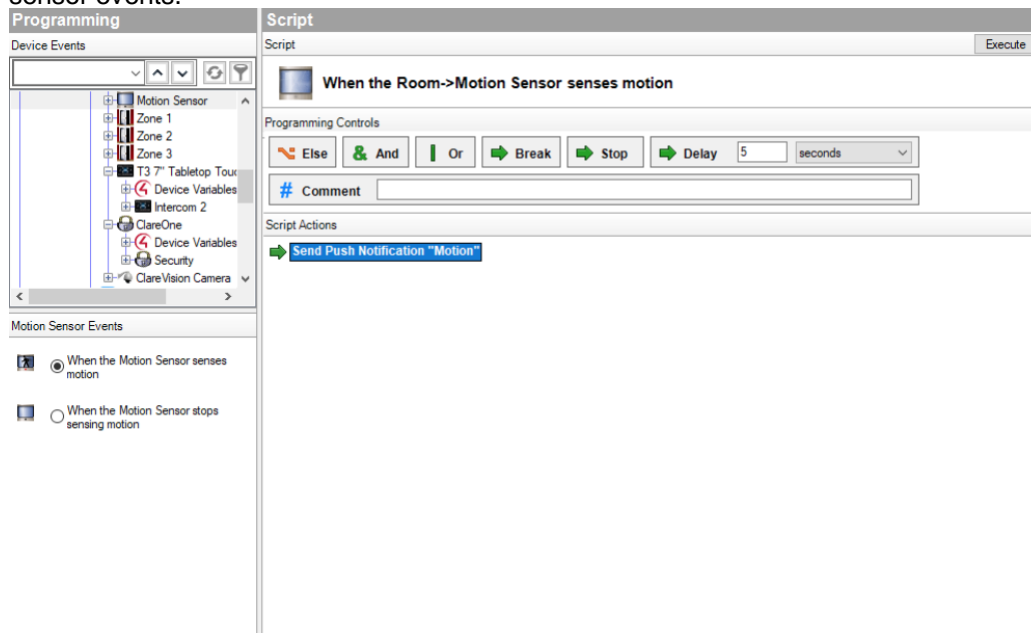 sensor events.
Programming
Device Events
Motion Sensor
Zone 1
Zone 2
Zone 3
T3 7" Tabletop Touc
Device Variables
Intercom 2
ClareOne
Device Variables
Security
ClareVision Camera
Motion Sensor Events
When the Motion Sensor senses
motion
When the Motion Sensor stops
sensing motion
Script
Script
Execute
When the Room->Motion Sensor senses motion
Programming Controls
Else And Or Break Stop Delay 5 seconds
# Comment
Script Actions
Send Push Notification "Motion"